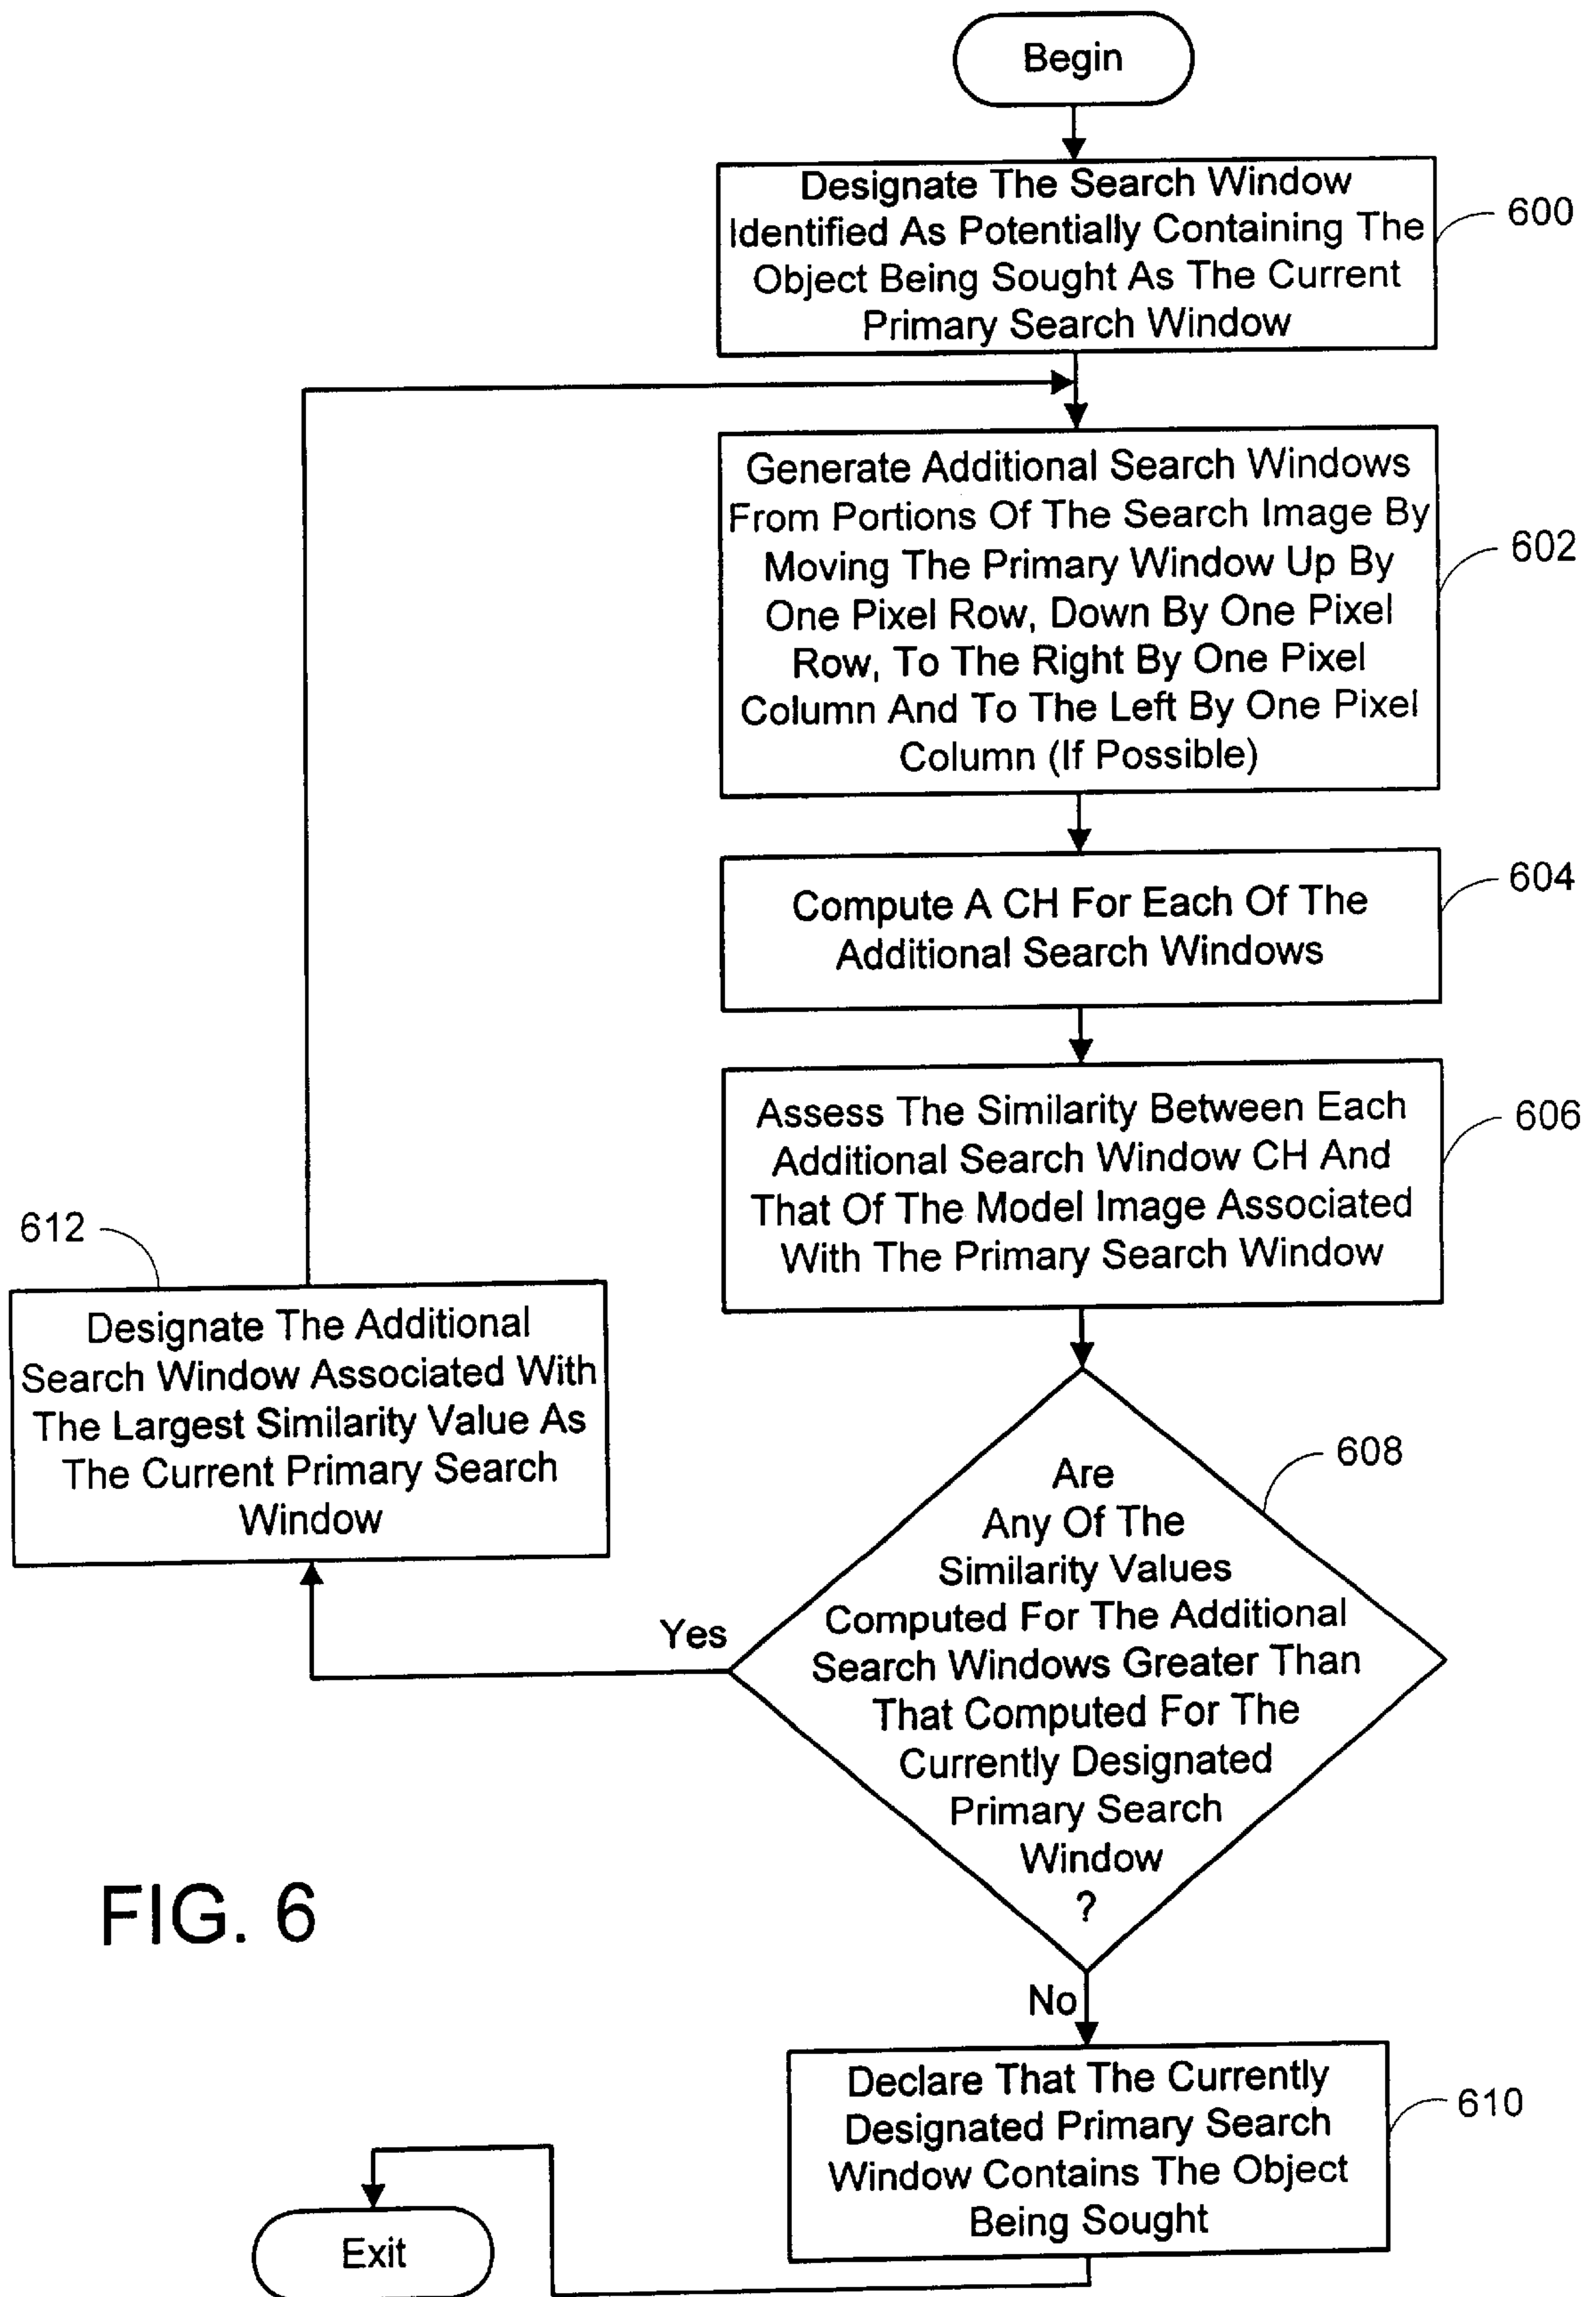 Begin
Designate The Search Window
Identified As Potentially Containing The
Object Being Sought As The Current
Primary Search Window
600
Generate Additional Search Windows
From Portions Of The Search Image By
Moving The Primary Window Up By
One Pixel Row, Down By One Pixel
Row, To The Right By One Pixel
Column And To The Left By One Pixel
Column (If Possible)
602
Compute A CH For Each Of The
Additional Search Windows
604
Assess The Similarity Between Each
Additional Search Window CH And
That Of The Model Image Associated
With The Primary Search Window
606
612
Designate The Additional
Search Window Associated With
The Largest Similarity Value As
The Current Primary Search
Window
Are
Any Of The
Similarity Values
Computed For The Additional
Search Windows Greater Than
That Computed For The
Currently Designated
Primary Search
Window
?
608
Yes
No
FIG. 6
Declare That The Currently
Designated Primary Search
Window Contains The Object
Being Sought
610
Exit